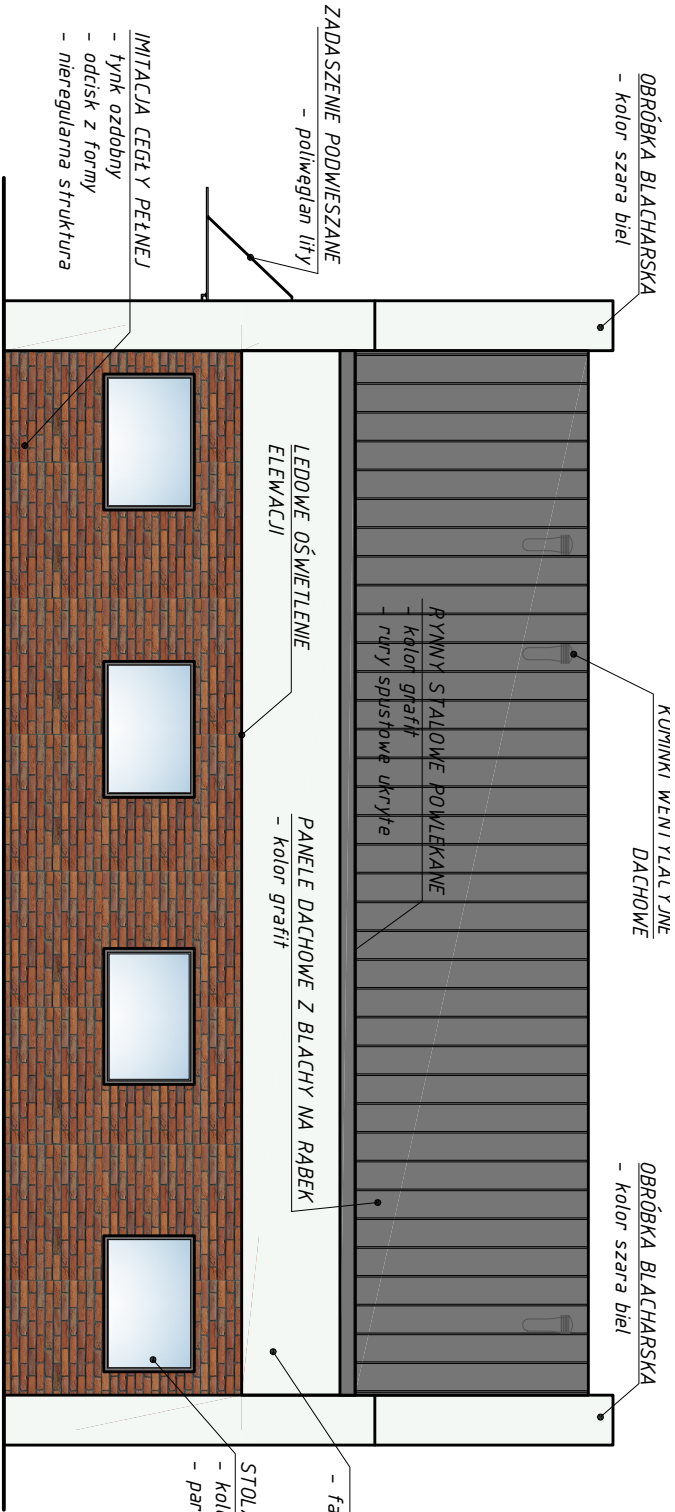 OBRÓBKA BLACHARSKA
- kolor szara biel
KOMINKI WENTYLACYJNE
DACHOWE
OBRÓBKA BLACHARSKA
- kolor szara biel
ZADASZENIE PODWIESZANE
- poliwęglan lity
RYNNY STALOWE POWLEKANE
- kolor grafit
- rury spustowe ukryte
LEDOWE OŚWIETLENIE
ELEWACJI
PANELE DACHOWE Z BLACHY NA RĄBEK
- kolor grafit
IMITACJA CEGŁY PEŁNEJ
- tynk ozdobny
- odcisk z formy
- nieregularna struktura